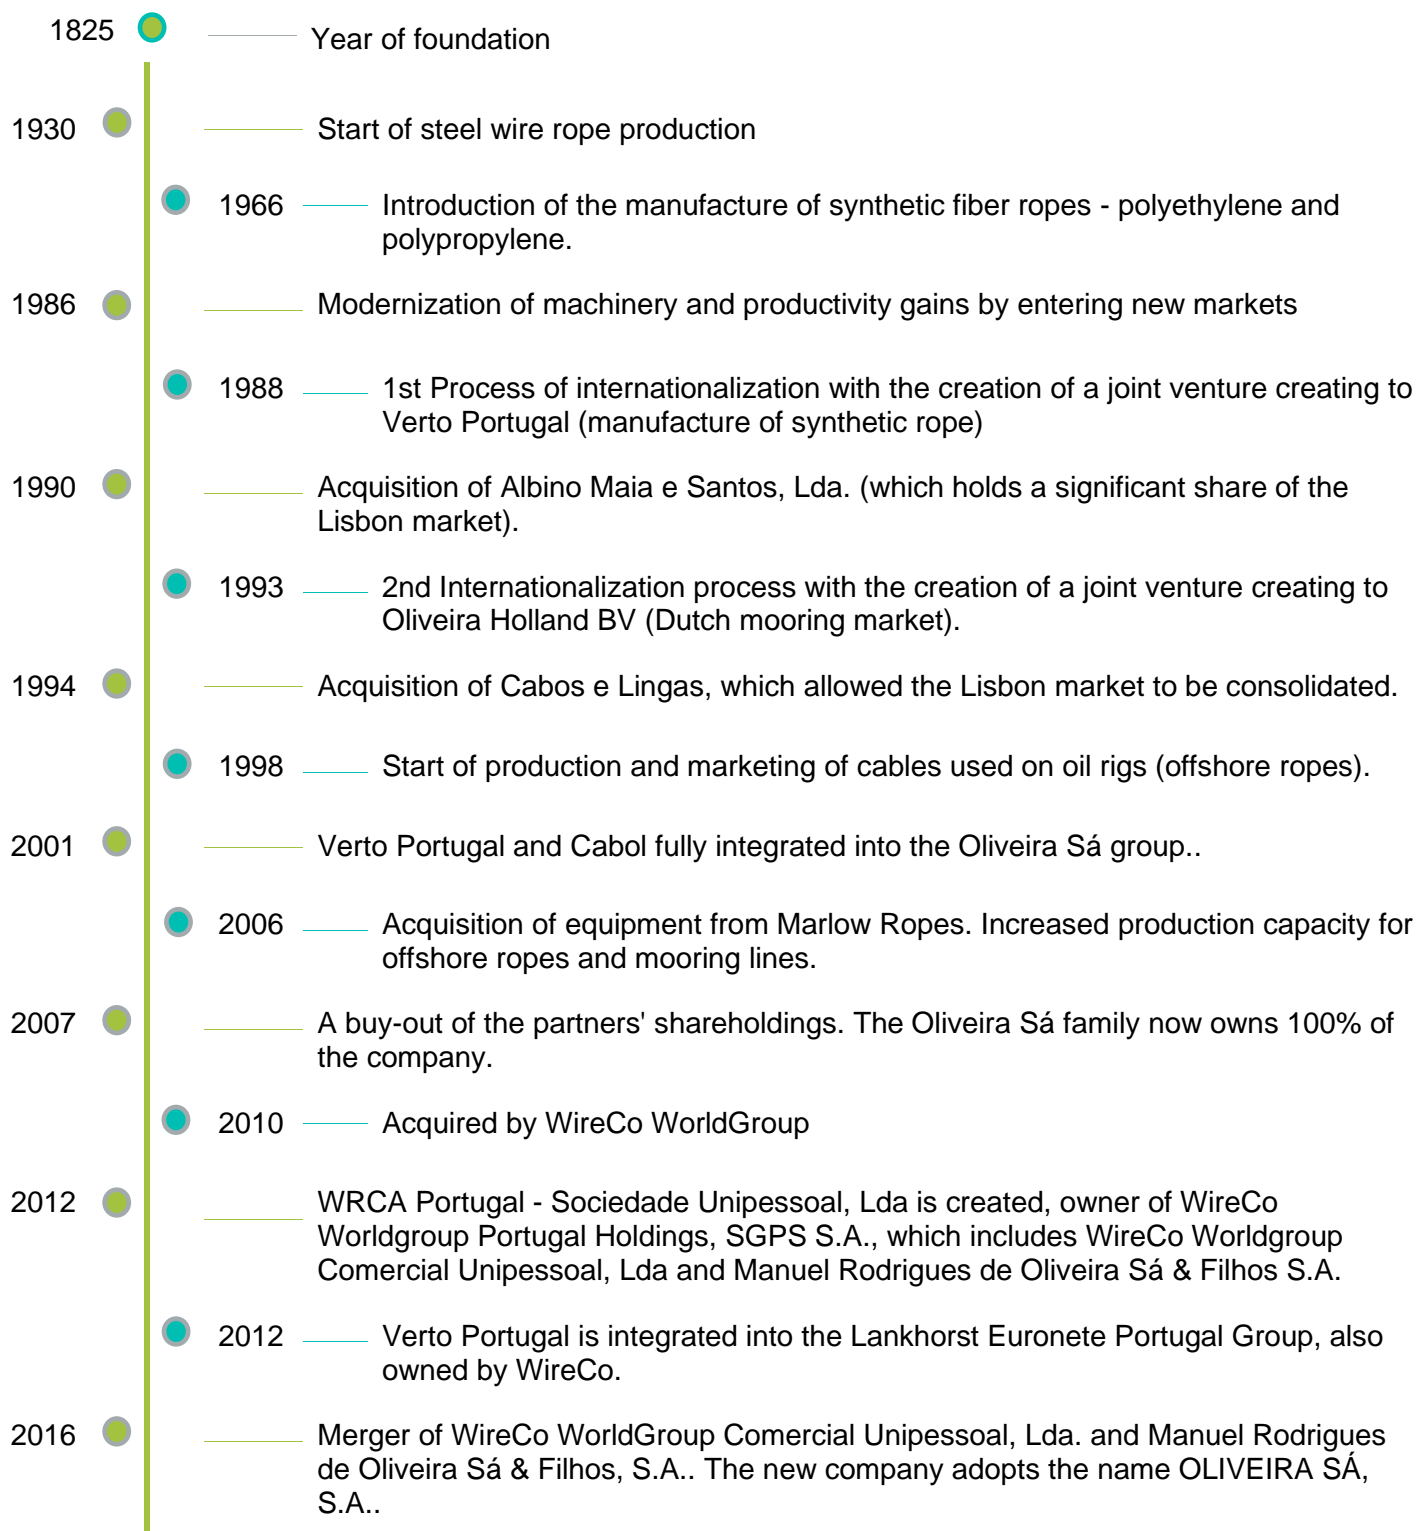 1825 Year of foundation
1930 Start of steel wire rope production
1966 Introduction of the manufacture of synthetic fiber ropes - polyethylene and
polypropylene.
1986 Modernization of machinery and productivity gains by entering new markets
1988 1st Process of internationalization with the creation of a joint venture creating to
Verto Portugal (manufacture of synthetic rope)
1990 Acquisition of Albino Maia e Santos, Lda. (which holds a significant share of the
Lisbon market).
1993 2nd Internationalization process with the creation of a joint venture creating to
Oliveira Holland BV (Dutch mooring market).
1994 Acquisition of Cabos e Lingas, which allowed the Lisbon market to be consolidated.
1998 Start of production and marketing of cables used on oil rigs (offshore ropes).
2001 Verto Portugal and Cabol fully integrated into the Oliveira Sá group..
2006 Acquisition of equipment from Marlow Ropes. Increased production capacity for
offshore ropes and mooring lines.
2007 A buy-out of the partners' shareholdings. The Oliveira Sá family now owns 100% of
the company.
2010 Acquired by WireCo WorldGroup
2012 WRCA Portugal - Sociedade Unipessoal, Lda is created, owner of WireCo
Worldgroup Portugal Holdings, SGPS S.A., which includes WireCo Worldgroup
Comercial Unipessoal, Lda and Manuel Rodrigues de Oliveira Sá & Filhos S.A.
2012 Verto Portugal is integrated into the Lankhorst Euronete Portugal Group, also
owned by WireCo.
2016 Merger of WireCo WorldGroup Comercial Unipessoal, Lda. and Manuel Rodrigues
de Oliveira Sá & Filhos, S.A.. The new company adopts the name OLIVEIRA SÁ,
S.A..